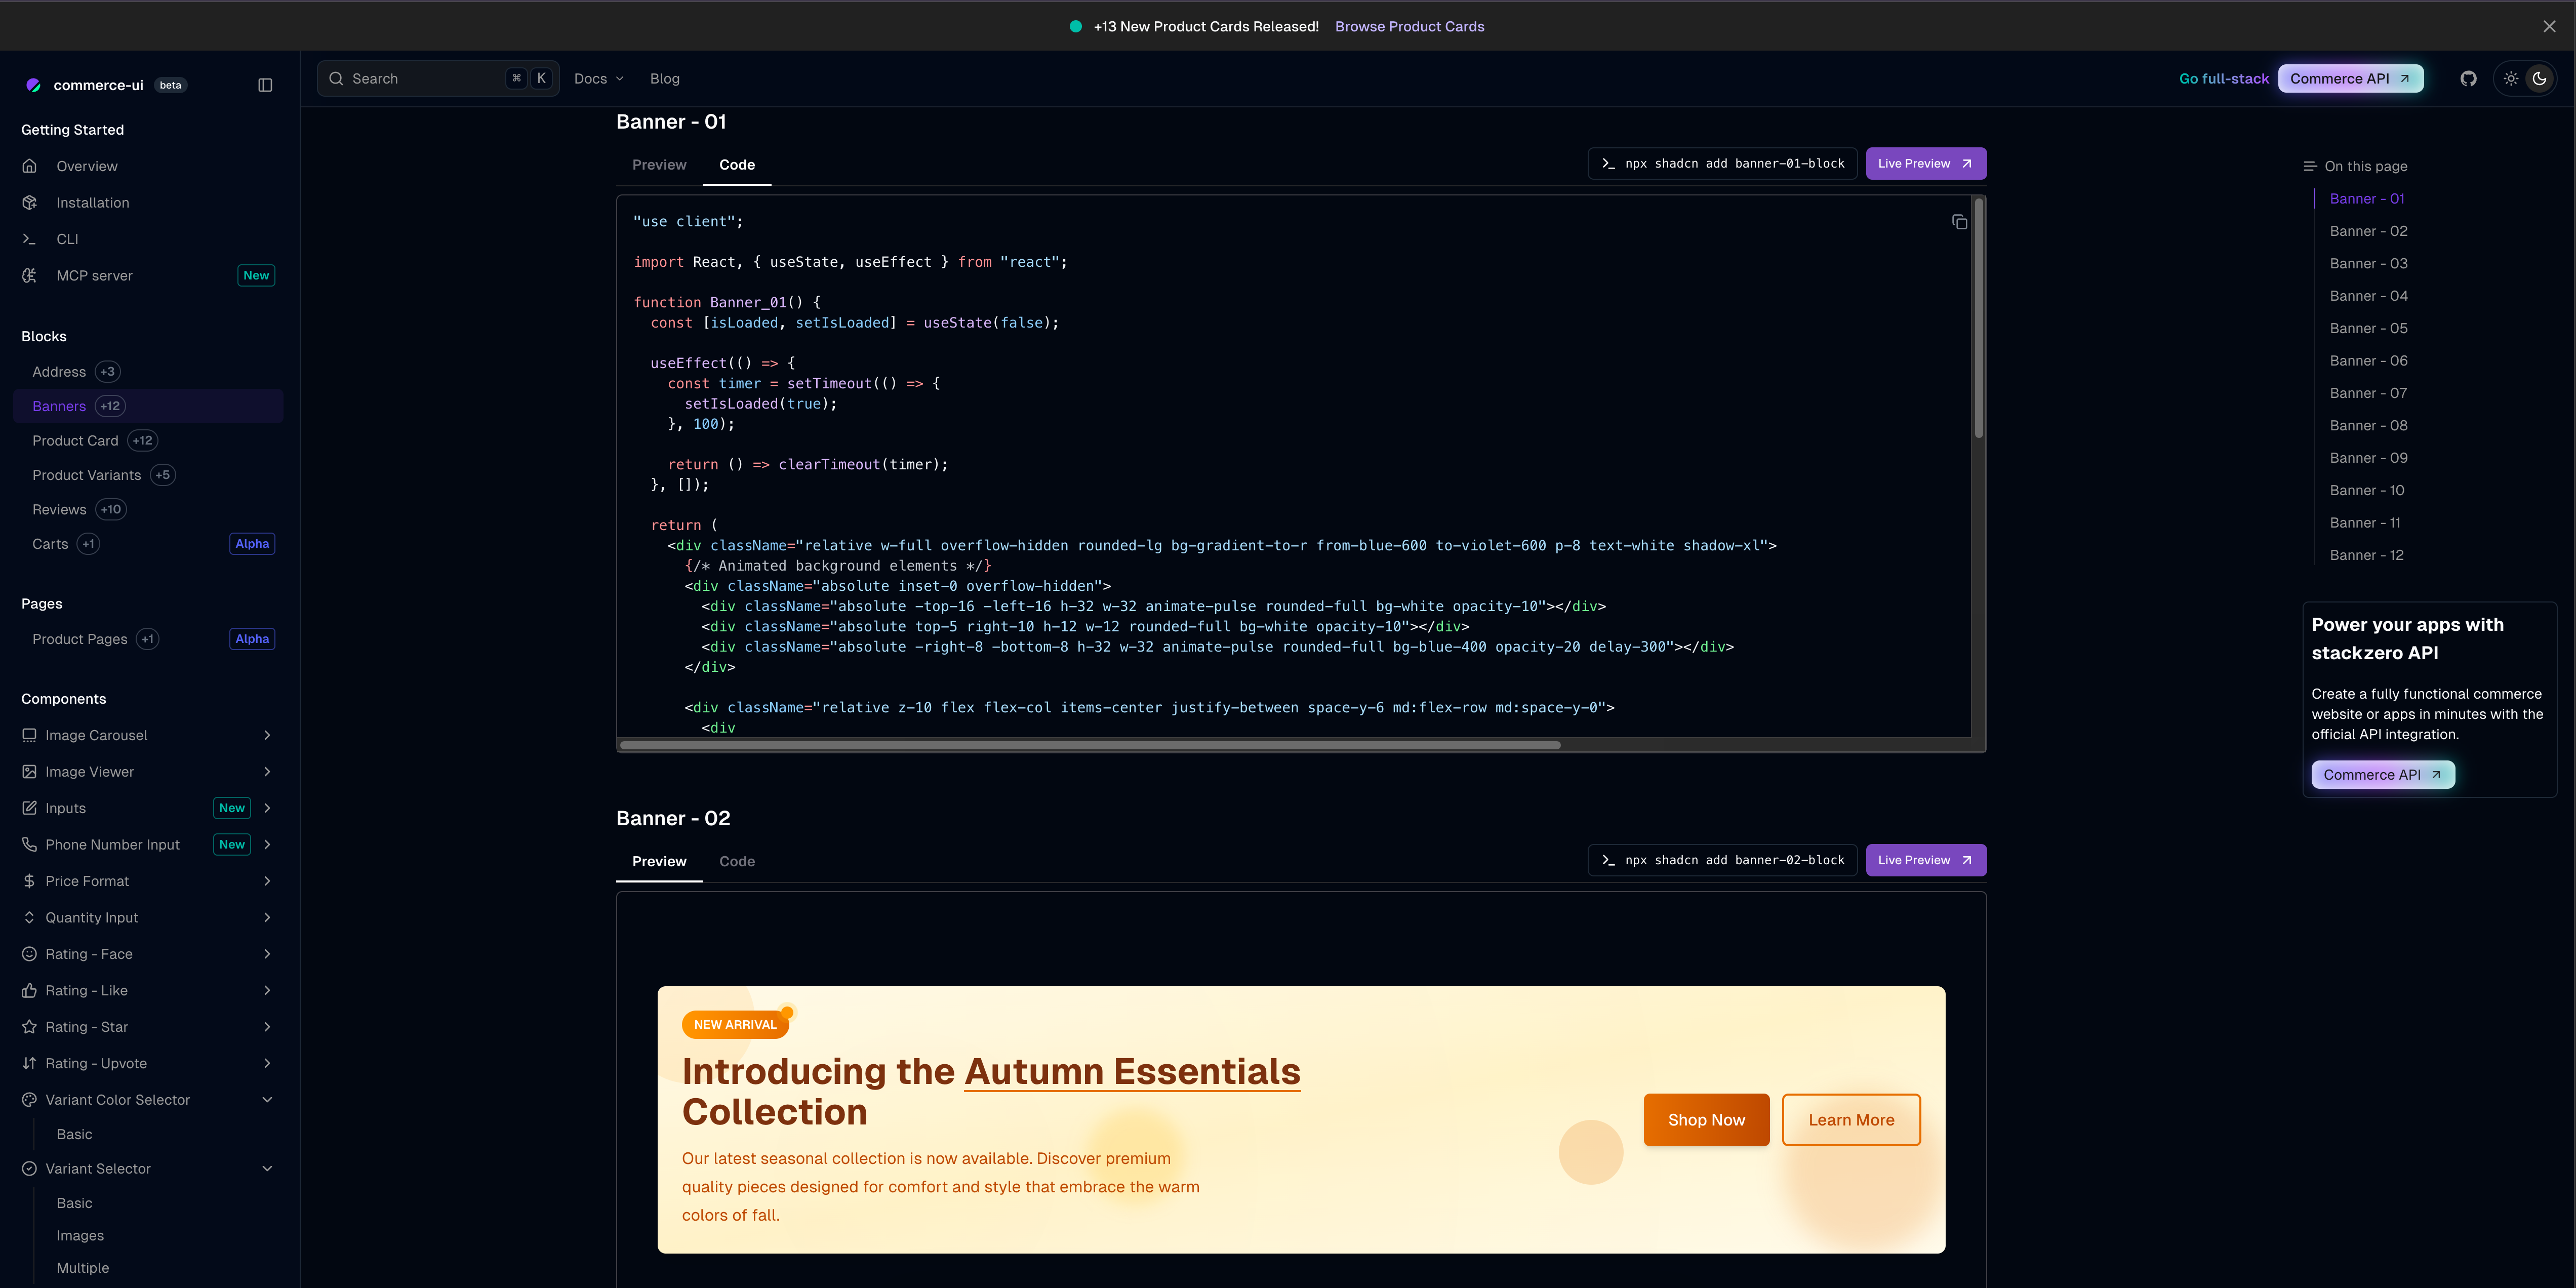 +13 New Product Cards Released! Browse Product Cards
commerce-ui beta
Search ⌘ K Docs Blog
Go full-stack Commerce API
Getting Started
Overview
Installation
CLI
MCP server New
Blocks
Address +3
Banners +12
Product Card +12
Product Variants +5
Reviews +10
Carts +1 Alpha
Pages
Product Pages +1 Alpha
Components
Image Carousel
Image Viewer
Inputs New
Phone Number Input New
Price Format
Quantity Input
Rating - Face
Rating - Like
Rating - Star
Rating - Upvote
Variant Color Selector
Basic
Variant Selector
Basic
Images
Multiple
Banner - 01
Preview Code
>_ npx shadcn add banner-01-block Live Preview
"use client";
import React, { useState, useEffect } from "react";
function Banner_01() {
const [isLoaded, setIsLoaded] = useState(false);
useEffect(() => {
const timer = setTimeout(() => {
setIsLoaded(true);
}, 100);
return () => clearTimeout(timer);
}, []);
return (
<div className="relative w-full overflow-hidden rounded-lg bg-gradient-to-r from-blue-600 to-violet-600 p-8 text-white shadow-xl">
{/* Animated background elements */}
<div className="absolute inset-0 overflow-hidden">
<div className="absolute -top-16 -left-16 h-32 w-32 animate-pulse rounded-full bg-white opacity-10"></div>
<div className="absolute top-5 right-10 h-12 w-12 rounded-full bg-white opacity-10"></div>
<div className="absolute -right-8 -bottom-8 h-32 w-32 animate-pulse rounded-full bg-blue-400 opacity-20 delay-300"></div>
</div>
<div className="relative z-10 flex flex-col items-center justify-between space-y-6 md:flex-row md:space-y-0">
<div
Banner - 02
Preview Code
>_ npx shadcn add banner-02-block Live Preview
NEW ARRIVAL
Introducing the Autumn Essentials
Collection
Our latest seasonal collection is now available. Discover premium
quality pieces designed for comfort and style that embrace the warm
colors of fall.
Shop Now Learn More
On this page
Banner - 01
Banner - 02
Banner - 03
Banner - 04
Banner - 05
Banner - 06
Banner - 07
Banner - 08
Banner - 09
Banner - 10
Banner - 11
Banner - 12
Power your apps with
stackzero API
Create a fully functional commerce
website or apps in minutes with the
official API integration.
Commerce API